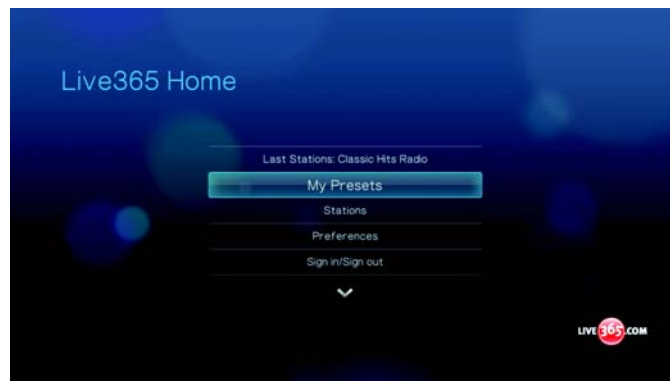 Live365 Home
Last Stations: Classic Hits Radio
My Presets
Stations
Preferences
Sign in/Sign out
LIVE365.COM